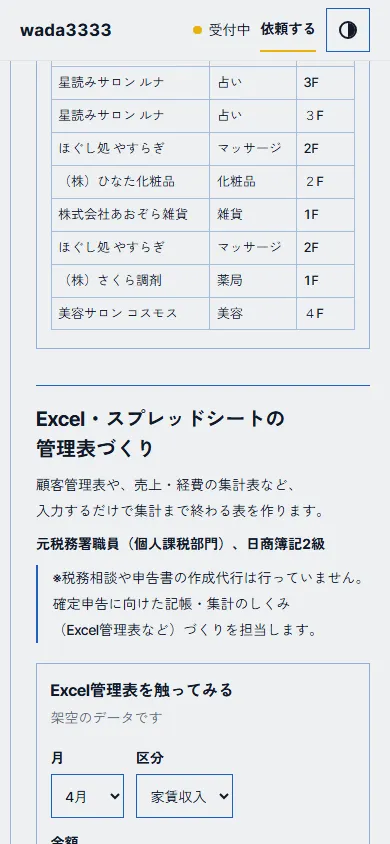 wada3333
受付中 依頼する
星読みサロン ルナ 占い 3F
星読みサロン ルナ 占い ３F
ほぐし処 やすらぎ マッサージ 2F
（株）ひなた化粧品 化粧品 ２F
株式会社あおぞら雑貨 雑貨 1F
ほぐし処 やすらぎ マッサージ 2F
（株）さくら調剤 薬局 1F
美容サロン コスモス 美容 ４F
Excel・スプレッドシートの
管理表づくり
顧客管理表や、売上・経費の集計表など、
入力するだけで集計まで終わる表を作ります。
元税務署職員（個人課税部門）、日商簿記2級
※税務相談や申告書の作成代行は行っていません。
確定申告に向けた記帳・集計のしくみ
（Excel管理表など）づくりを担当します。
Excel管理表を触ってみる
架空のデータです
月 区分
4月 家賃収入
金額